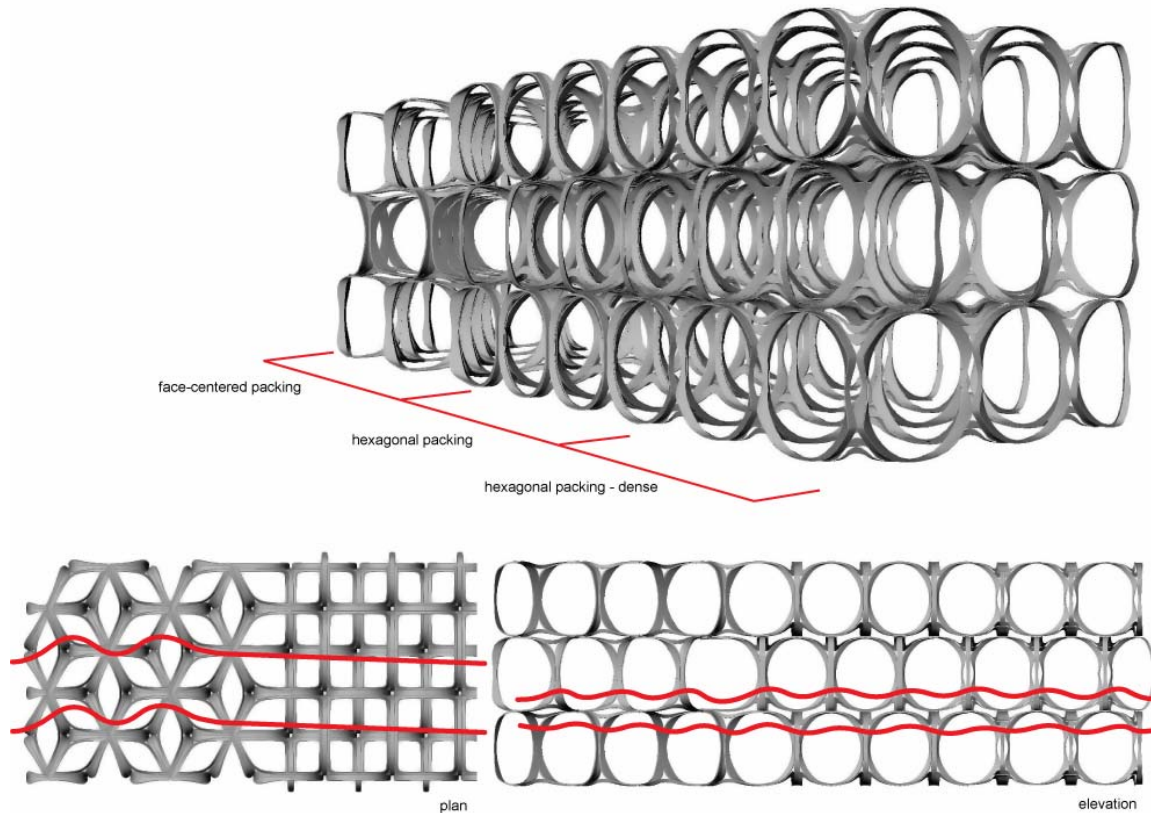 face-centered packing
hexagonal packing
hexagonal packing - dense
plan
elevation